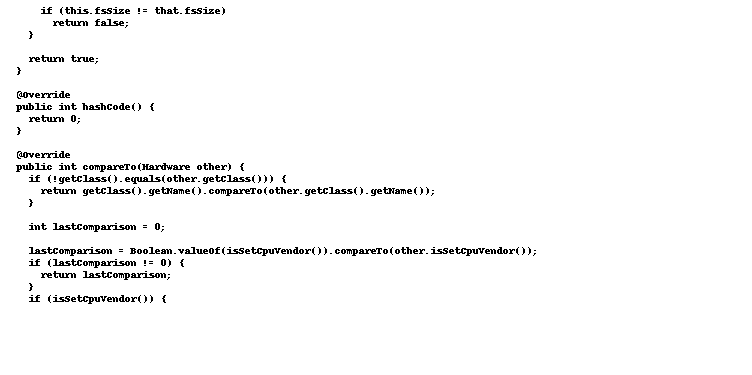 if (this.fsSize != that.fsSize)
return false;
}
return true;
}
@Override
public int hashCode() {
return 0;
}
@Override
public int compareTo(Hardware other) {
if (!getClass().equals(other.getClass())) {
return getClass().getName().compareTo(other.getClass().getName());
}
int lastComparison = 0;
lastComparison = Boolean.valueOf(isSetCpuVendor()).compareTo(other.isSetCpuVendor());
if (lastComparison != 0) {
return lastComparison;
}
if (isSetCpuVendor()) {